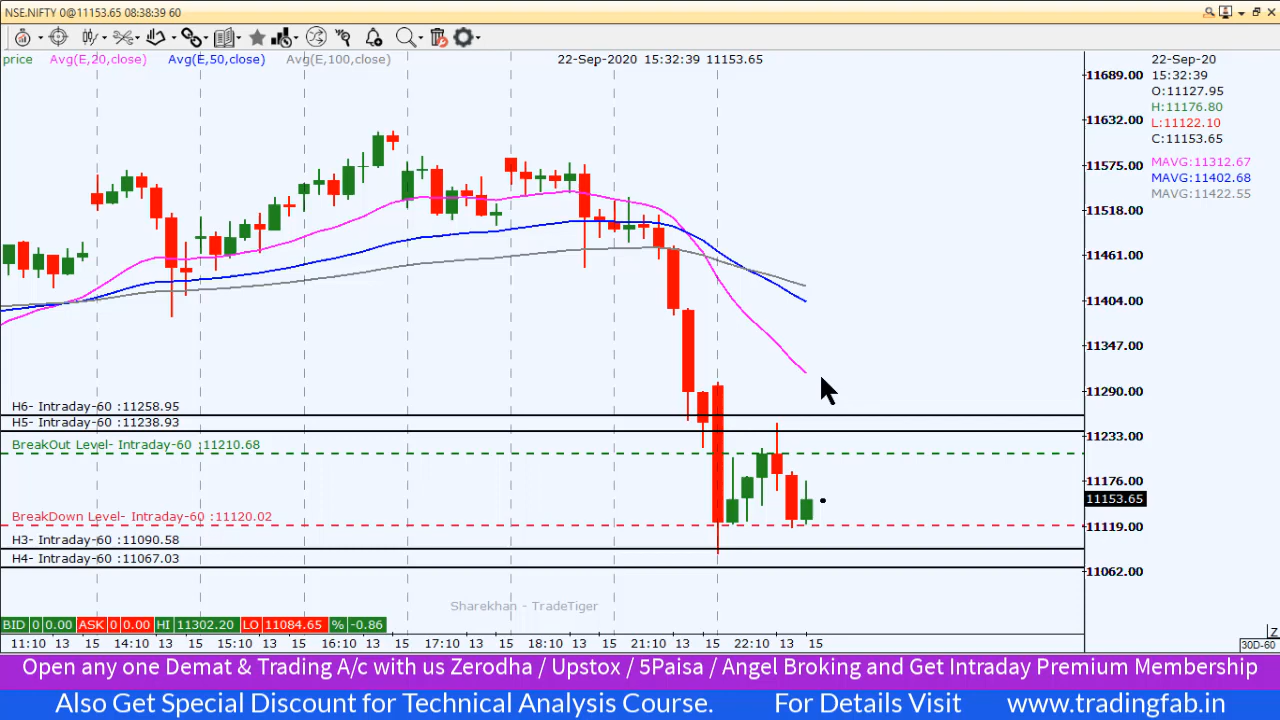 NSE.NIFTY 0@11153.65 08:38:39 60
price Avg(E,20,close) Avg(E,50,close) Avg(E,100,close) 22-Sep-2020 15:32:39 11153.65
22-Sep-20
15:32:39
O:11127.95
H:11176.80
L:11122.10
C:11153.65
MAVG:11312.67
MAVG:11402.68
MAVG:11422.55
11689.00
11632.00
11575.00
11518.00
11461.00
11404.00
11347.00
11290.00
11233.00
11176.00
11153.65
11119.00
11062.00
H6- Intraday-60 :11258.95
H5- Intraday-60 :11238.93
BreakOut Level- Intraday-60 :11210.68
BreakDown Level- Intraday-60 :11120.02
H3- Intraday-60 :11090.58
H4- Intraday-60 :11067.03
Sharekhan - TradeTiger
BID 0 0.00 ASK 0 0.00 HI 11302.20 LO 11084.65 % -0.86
11:10 13 15 14:10 13 15 15:10 13 15 16:10 13 15 17:10 13 15 18:10 13 15 21:10 13 15 22:10 13 15
Z
30D-60
Open any one Demat & Trading A/c with us Zerodha / Upstox / 5Paisa / Angel Broking and Get Intraday Premium Membership
Also Get Special Discount for Technical Analysis Course. For Details Visit www.tradingfab.in